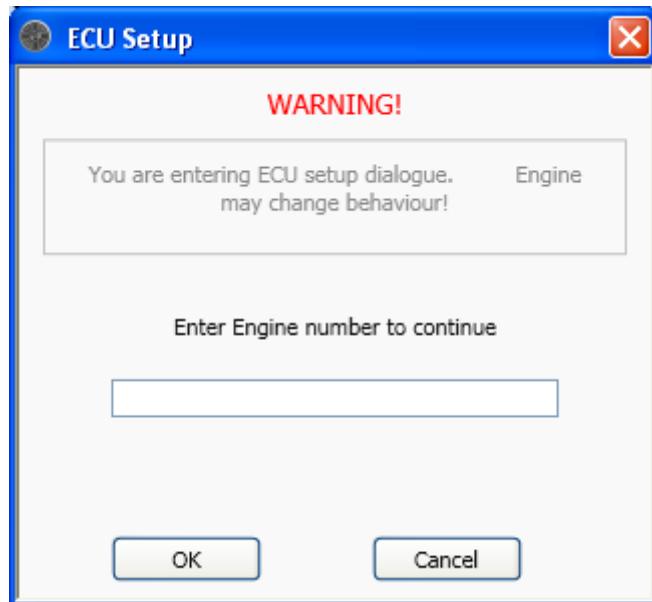 ECU Setup
WARNING!
You are entering ECU setup dialogue. Engine
may change behaviour!
Enter Engine number to continue
OK Cancel